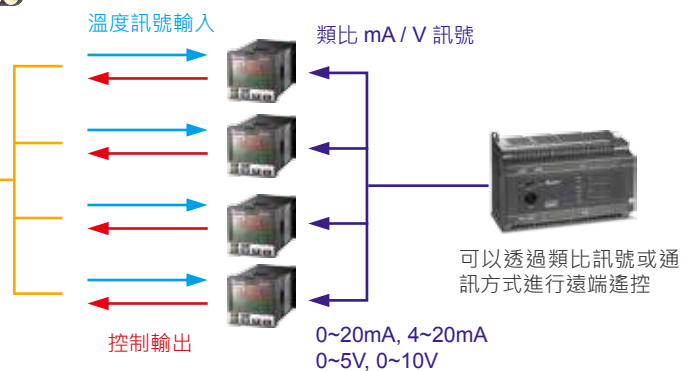 溫度訊號輸入
類比 mA / V 訊號
可以透過類比訊號或通
訊方式進行遠端遙控
控制輸出
0~20mA, 4~20mA
0~5V, 0~10V